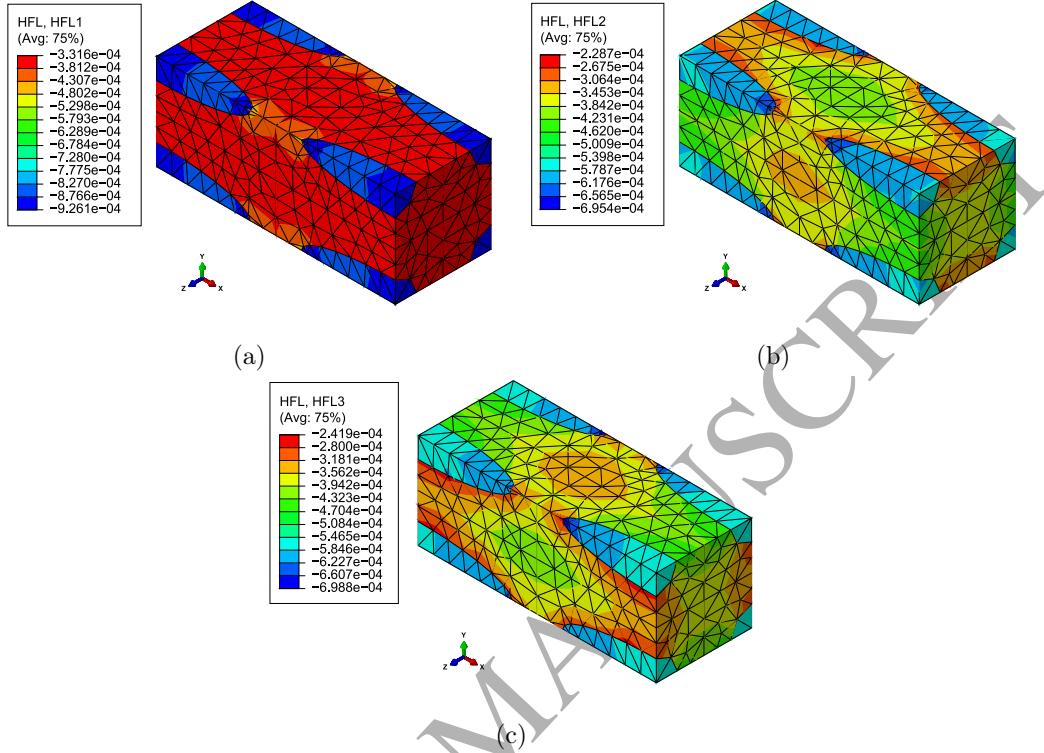 HFL, HFL1
(Avg: 75%)
−3.316e−04
−3.812e−04
−4.307e−04
−4.802e−04
−5.298e−04
−5.793e−04
−6.289e−04
−6.784e−04
−7.280e−04
−7.775e−04
−8.270e−04
−8.766e−04
−9.261e−04
Y
Z X
(a)
HFL, HFL2
(Avg: 75%)
−2.287e−04
−2.675e−04
−3.064e−04
−3.453e−04
−3.842e−04
−4.231e−04
−4.620e−04
−5.009e−04
−5.398e−04
−5.787e−04
−6.176e−04
−6.565e−04
−6.954e−04
Y
Z X
(b)
HFL, HFL3
(Avg: 75%)
−2.419e−04
−2.800e−04
−3.181e−04
−3.562e−04
−3.942e−04
−4.323e−04
−4.704e−04
−5.084e−04
−5.465e−04
−5.846e−04
−6.227e−04
−6.607e−04
−6.988e−04
Y
Z X
(c)
MANUSCRIPT